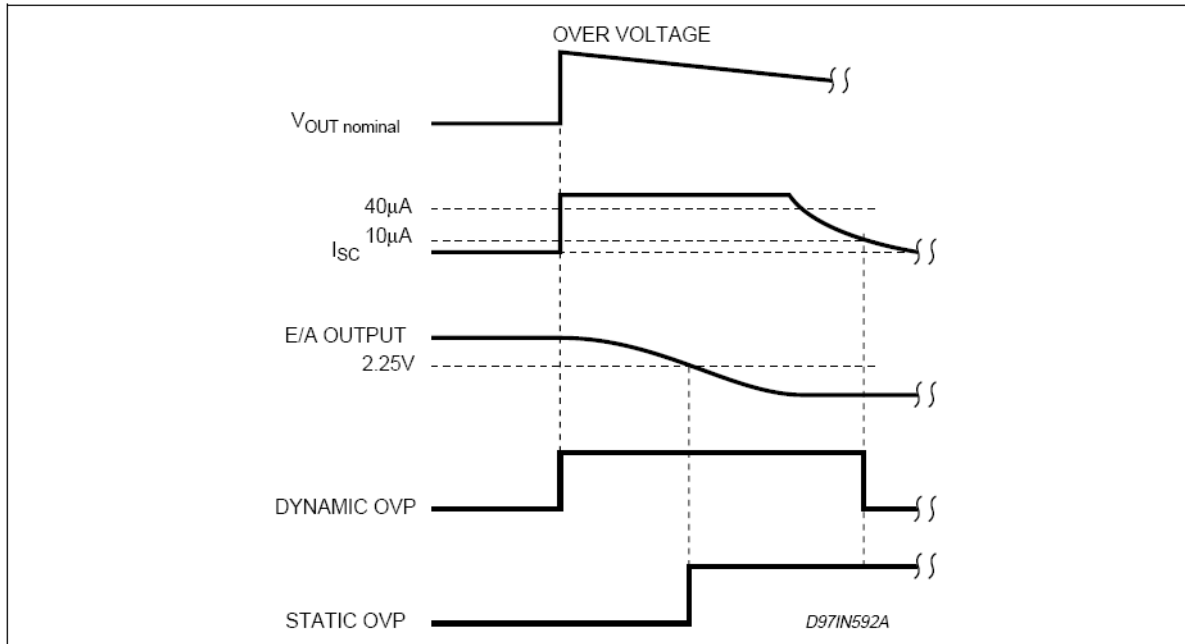 OVER VOLTAGE
VOUT nominal
40µA
10µA
ISC
E/A OUTPUT
2.25V
DYNAMIC OVP
STATIC OVP
D97IN592A